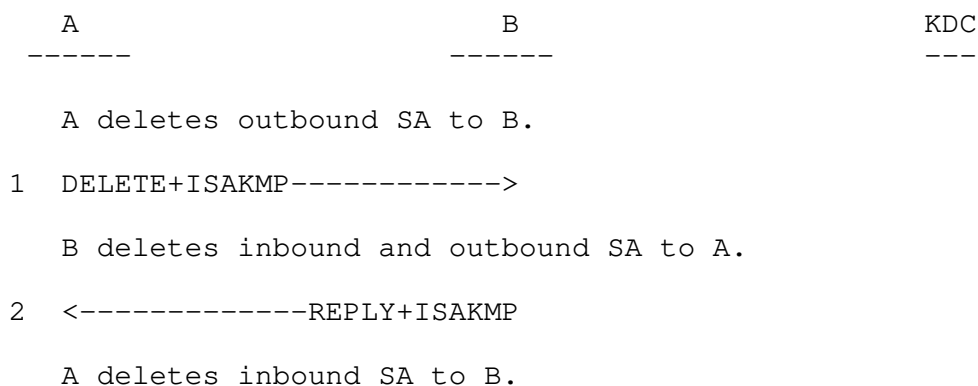 A                           B                           KDC
------                     ------                       ---
A deletes outbound SA to B.
1  DELETE+ISAKMP------------>
B deletes inbound and outbound SA to A.
2  <-------------REPLY+ISAKMP
A deletes inbound SA to B.